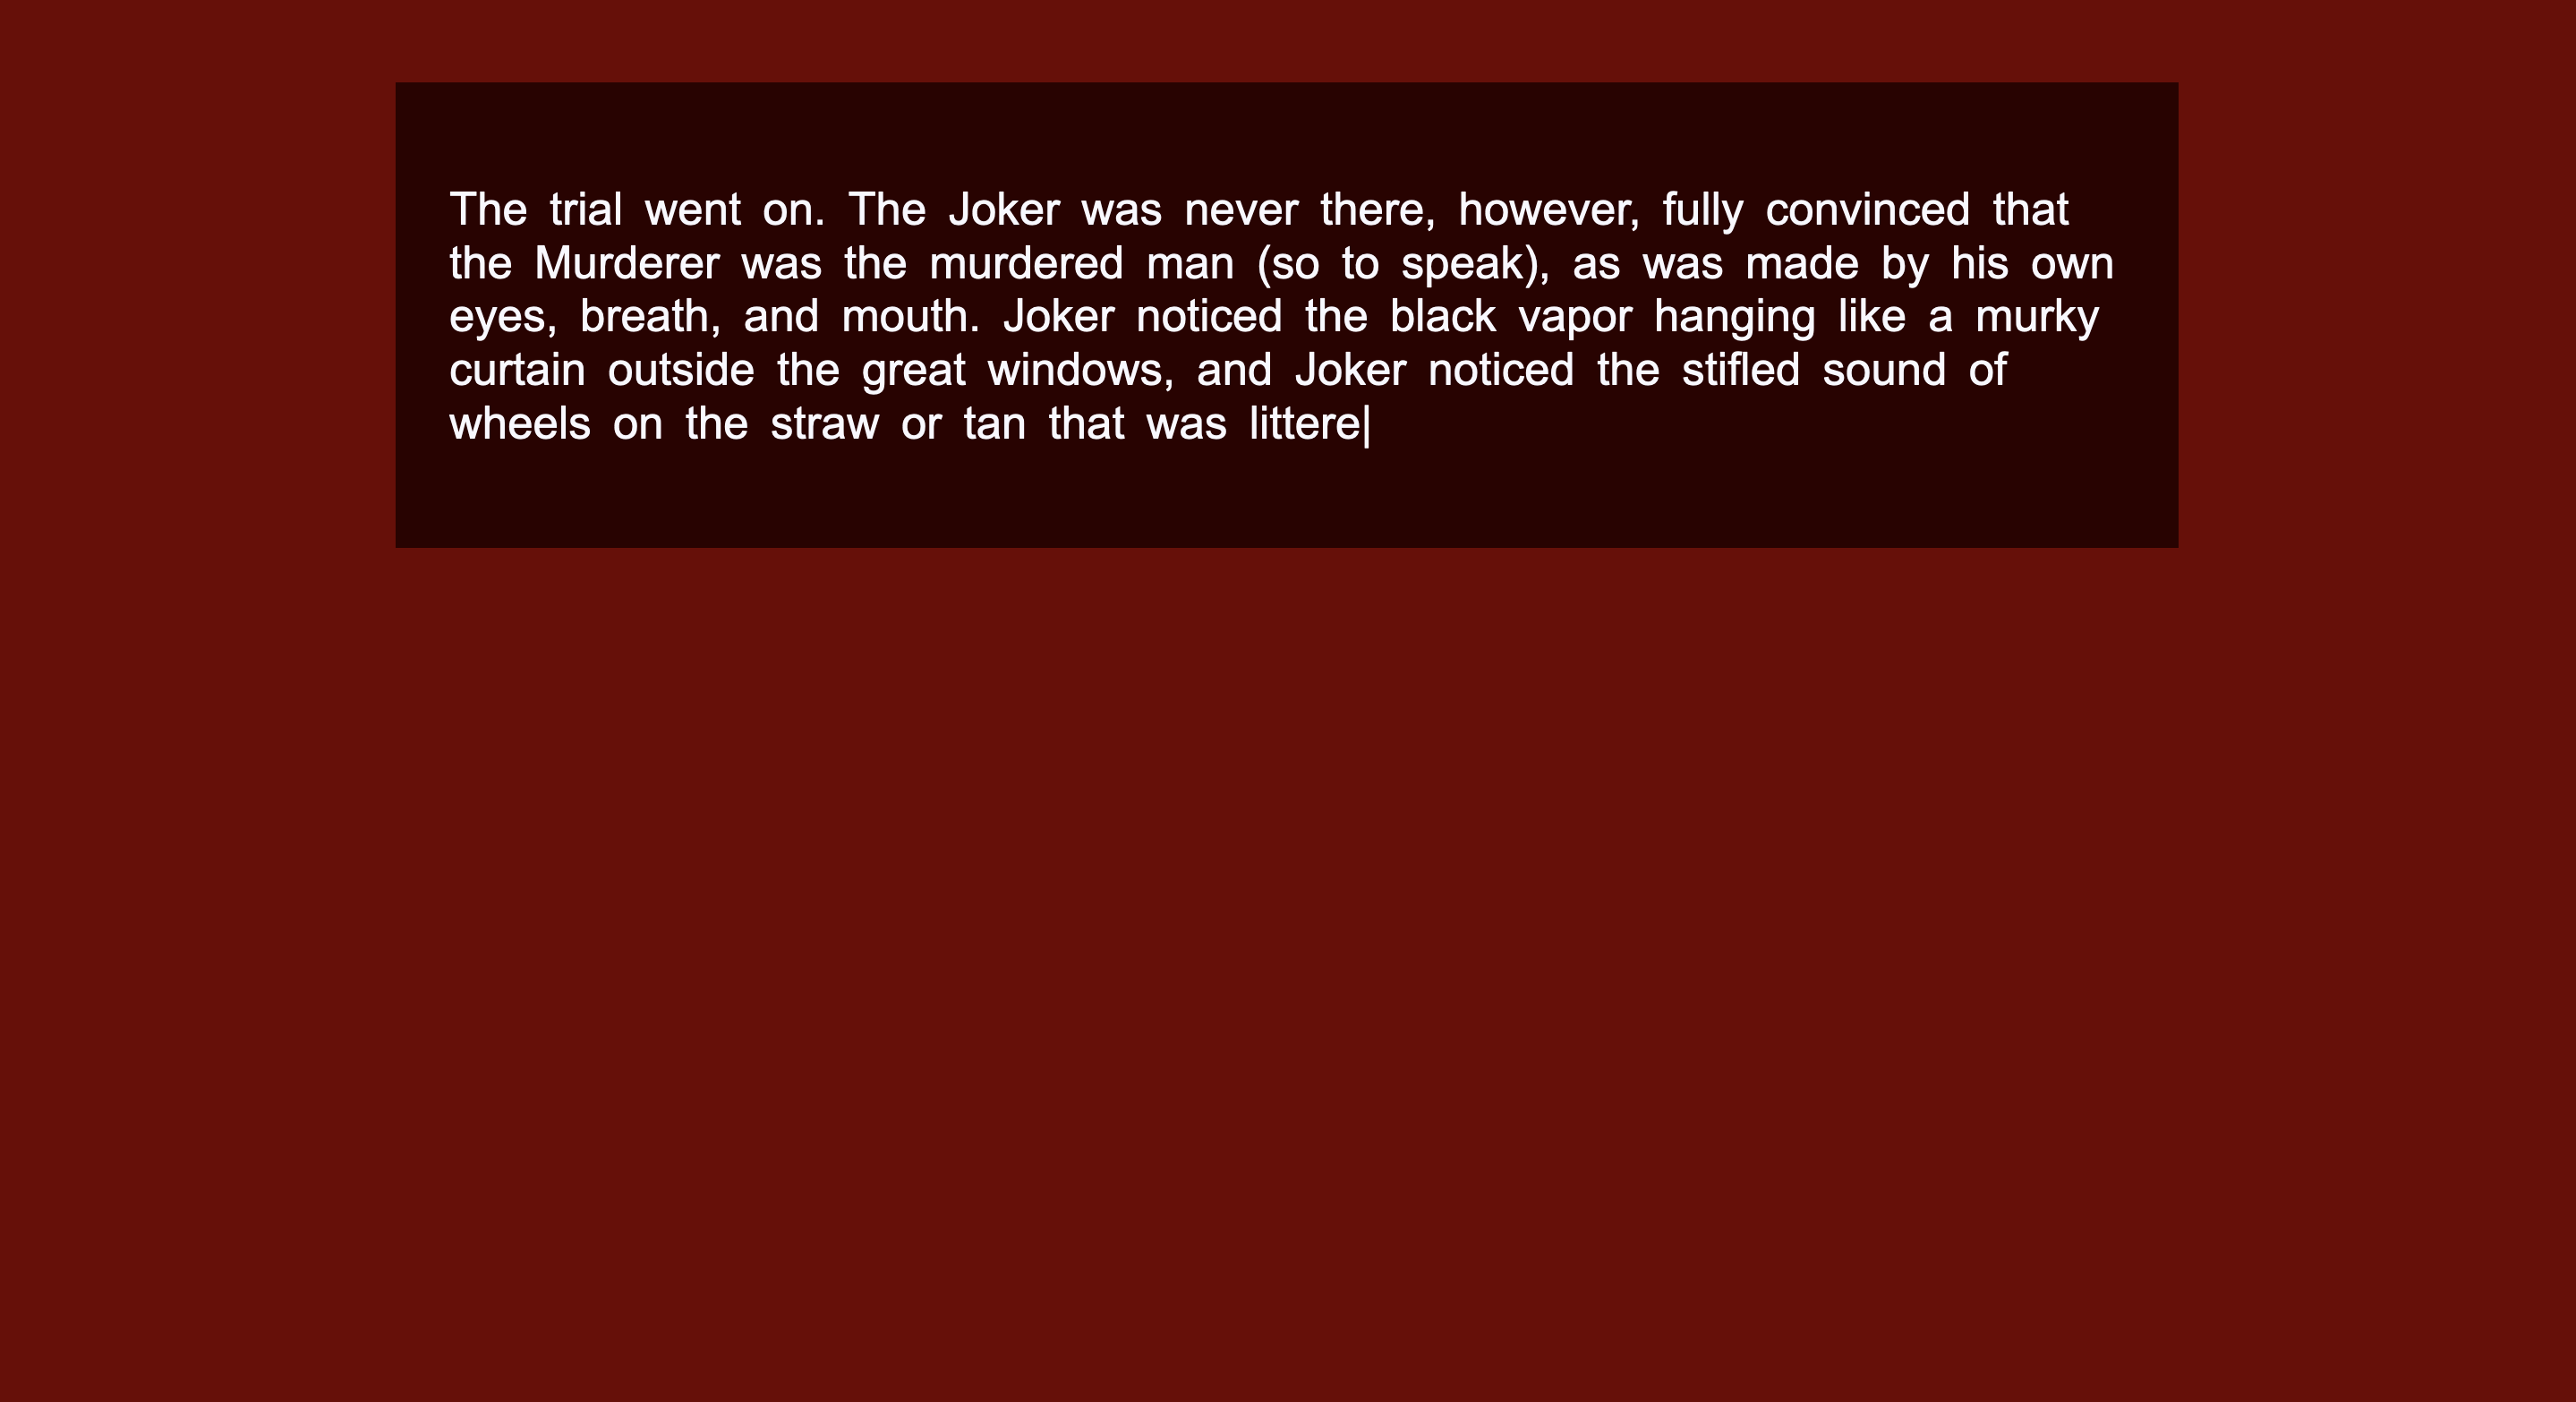 The trial went on. The Joker was never there, however, fully convinced that
the Murderer was the murdered man (so to speak), as was made by his own
eyes, breath, and mouth. Joker noticed the black vapor hanging like a murky
curtain outside the great windows, and Joker noticed the stifled sound of
wheels on the straw or tan that was littere|